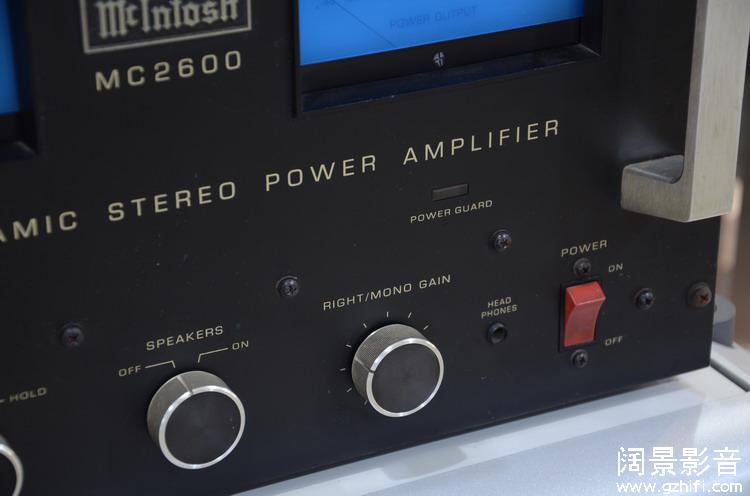 McIntosh
MC2600
POWER OUTPUT
AMIC STEREO POWER AMPLIFIER
POWER GUARD
POWER
ON
OFF
RIGHT/MONO GAIN
HEAD
PHONES
SPEAKERS
OFF
ON
HOLD
阔景影音
www.gzhifi.com